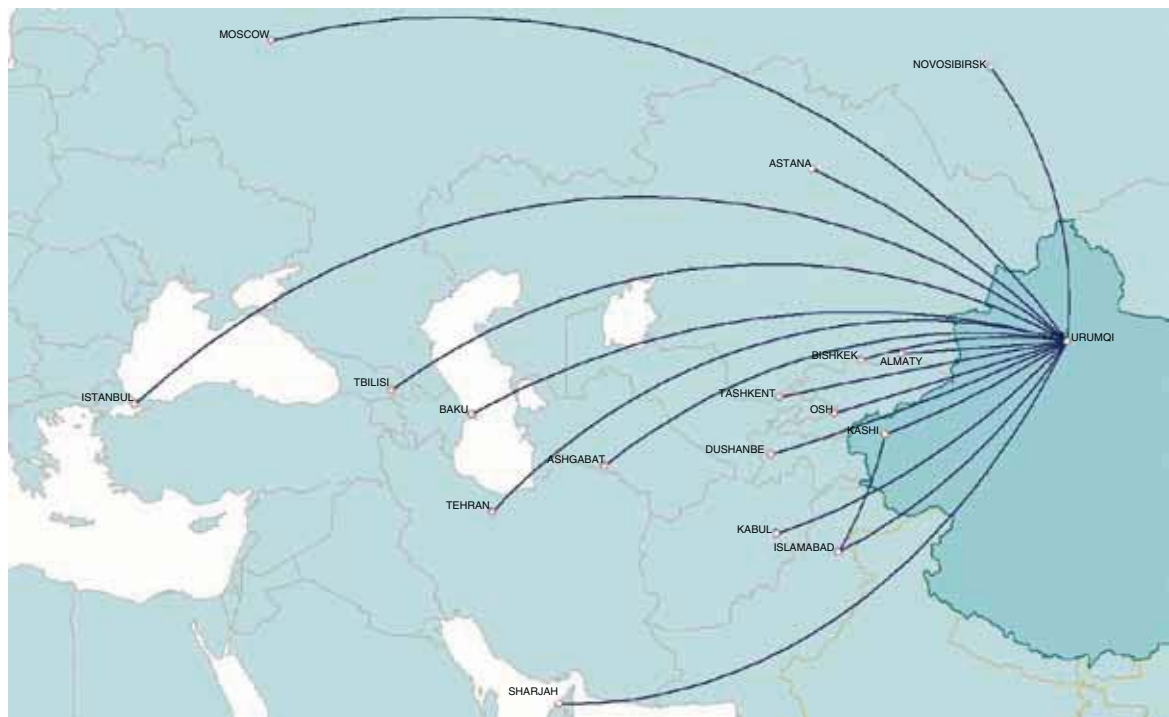 MOSCOW
NOVOSIBIRSK
ASTANA
URUMQI
BISHKEK
ALMATY
TBILISI
TASHKENT
ISTANBUL
BAKU
OSH
KASHI
DUSHANBE
ASHGABAT
TEHRAN
KABUL
ISLAMABAD
SHARJAH